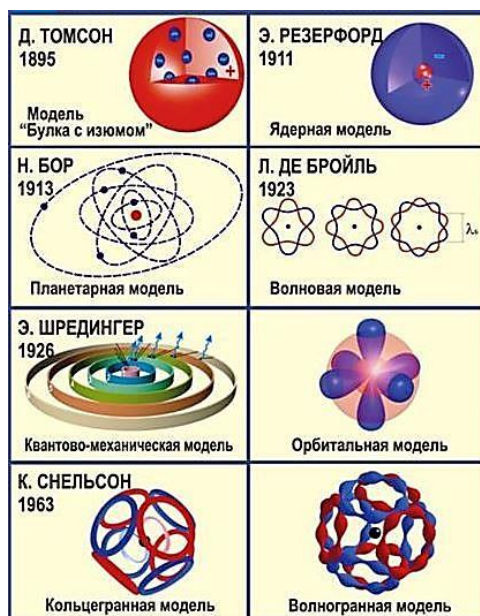 Д. ТОМСОН
1895
+
Модель
"Булка с изюмом"
Э. РЕЗЕРФОРД
1911
+
Ядерная модель
Н. БОР
1913
Планетарная модель
Л. ДЕ БРОЙЛЬ
1923
Волновая модель
Э. ШРЕДИНГЕР
1926
Квантово-механическая модель
Орбитальная модель
К. СНЕЛЬСОН
1963
Кольцегранная модель
Волногранная модель